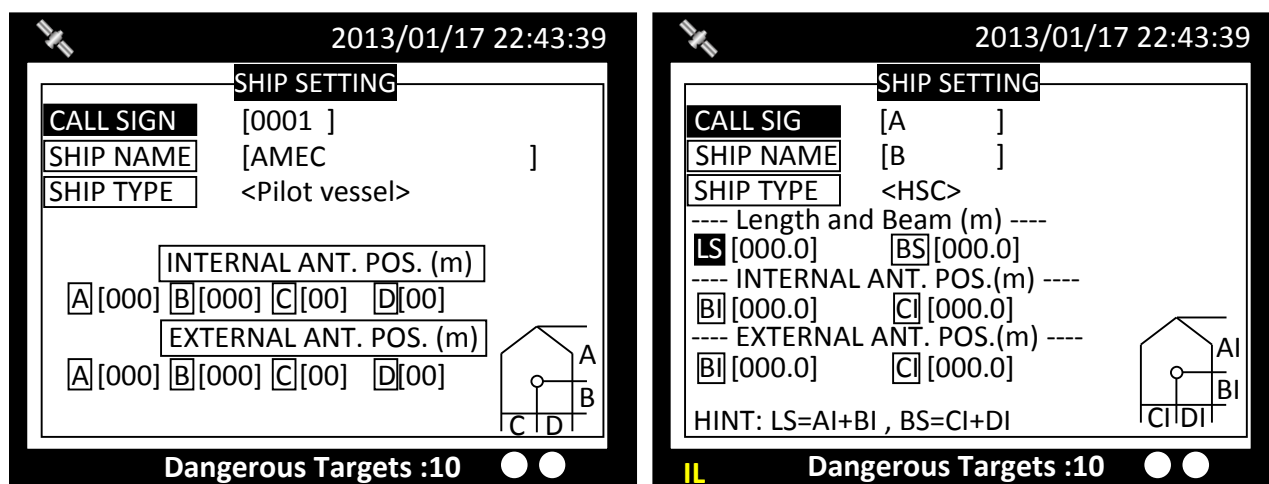 2013/01/17 22:43:39
SHIP SETTING
CALL SIGN [0001 ]
SHIP NAME [AMEC ]
SHIP TYPE <Pilot vessel>
INTERNAL ANT. POS. (m)
A [000] B [000] C [00] D [00]
EXTERNAL ANT. POS. (m)
A [000] B [000] C [00] D [00]
A
B
C D
Dangerous Targets :10
2013/01/17 22:43:39
SHIP SETTING
CALL SIG [A ]
SHIP NAME [B ]
SHIP TYPE <HSC>
---- Length and Beam (m) ----
LS [000.0] BS [000.0]
---- INTERNAL ANT. POS.(m) ----
BI [000.0] CI [000.0]
---- EXTERNAL ANT. POS.(m) ----
BI [000.0] CI [000.0]
AI
BI
CI DI
HINT: LS=AI+BI , BS=CI+DI
IL Dangerous Targets :10